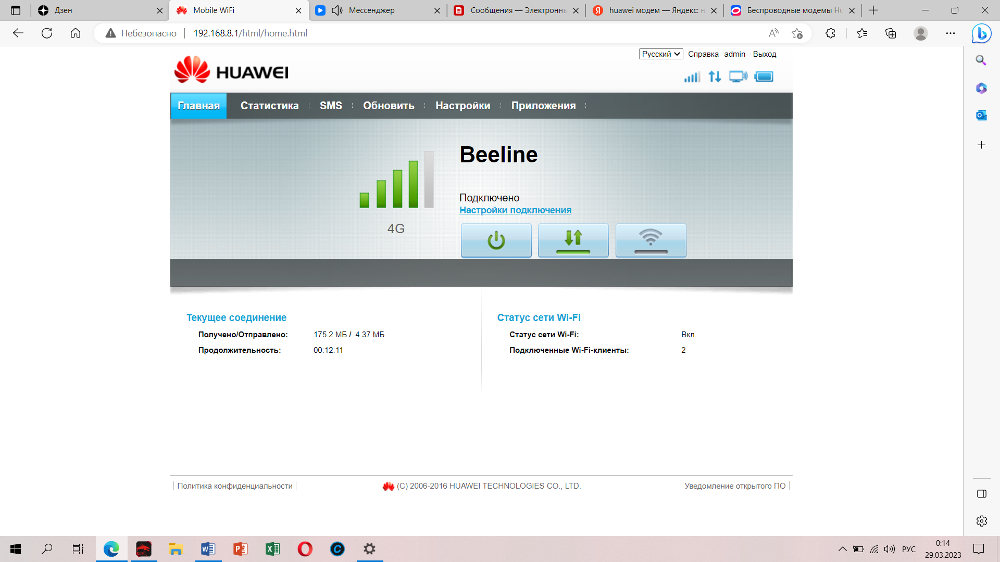 Дзен
Mobile WiFi
Мессенджер
Сообщения — Электроннь
huawei модем — Яндекс: н
Беспроводные модемы Hu
Небезопасно
192.168.8.1/html/home.html
Русский
Справка
admin
Выход
HUAWEI
Главная
Статистика
SMS
Обновить
Настройки
Приложения
Beeline
Подключено
Настройки подключения
4G
Текущее соединение
Получено/Отправлено: 175.2 МБ / 4.37 МБ
Продолжительность: 00:12:11
Статус сети Wi-Fi
Статус сети Wi-Fi: Вкл.
Подключенные Wi-Fi-клиенты: 2
Политика конфиденциальности
(C) 2006-2016 HUAWEI TECHNOLOGIES CO., LTD.
Уведомление открытого ПО
РУС
0:14
29.03.2023